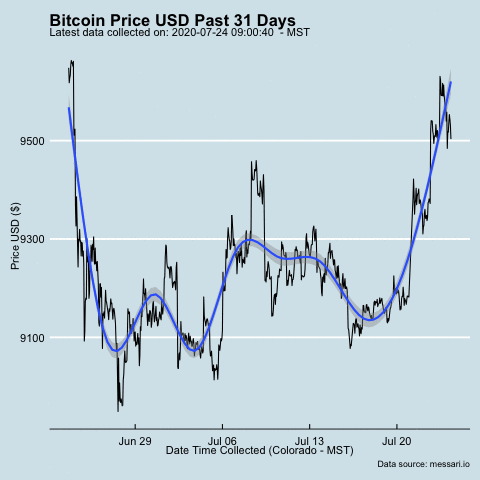 Bitcoin Price USD Past 31 Days
Latest data collected on: 2020-07-24 09:00:40 - MST
Price USD ($)
9500
9300
9100
Jun 29 Jul 06 Jul 13 Jul 20
Date Time Collected (Colorado - MST)
Data source: messari.io